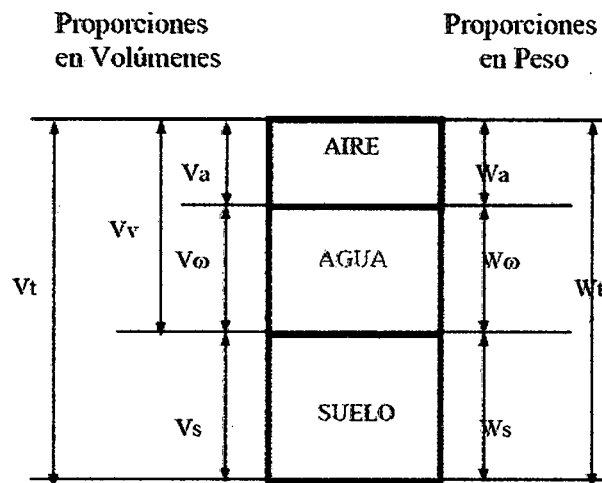 Proporciones
en Volúmenes
Proporciones
en Peso
AIRE
Va
Wa
Vv
Vω
AGUA
Wω
Vt
Wt
Vs
SUELO
Ws